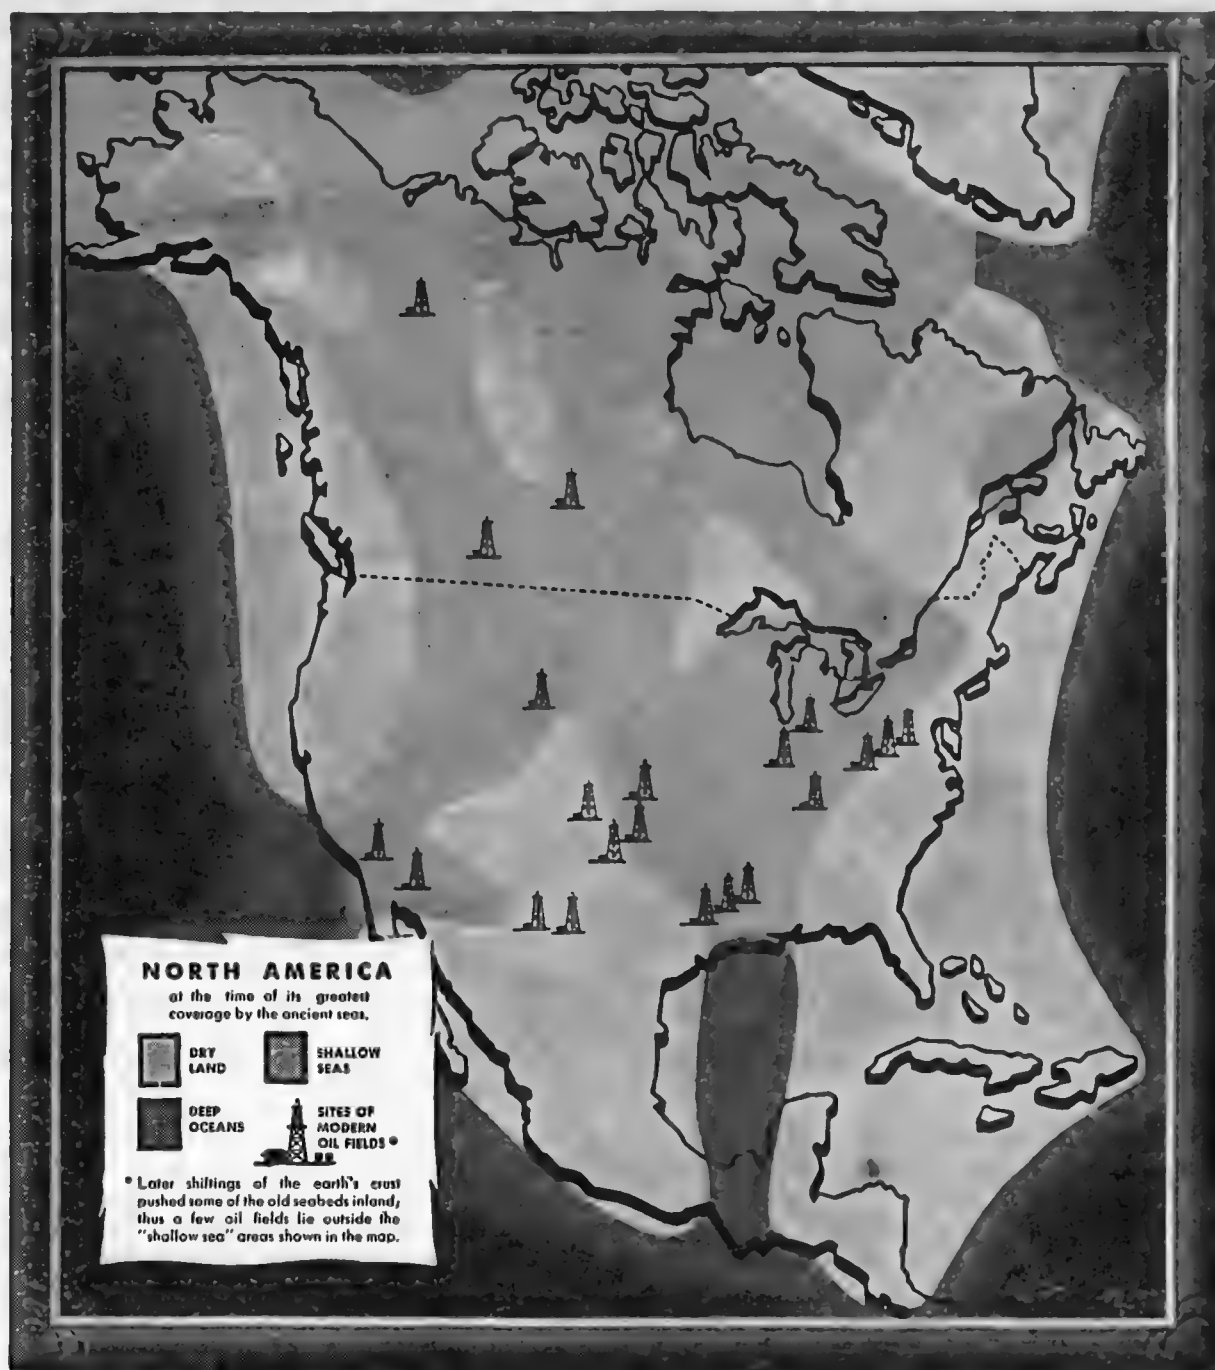 NORTH AMERICA
at the time of its greatest
coverage by the ancient seas.
DRY
LAND
SHALLOW
SEAS
DEEP
OCEANS
SITES OF
MODERN
OIL FIELDS *
* Later shiftings of the earth's crust
pushed some of the old seabeds inland;
thus a few oil fields lie outside the
"shallow sea" areas shown in the map.